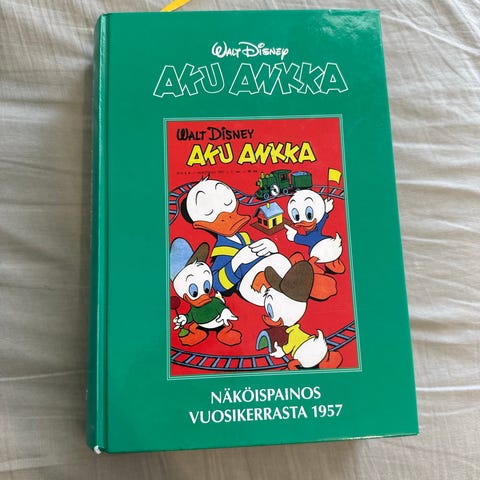 WALT DISNEY
AKU ANKKA
WALT DISNEY
AKU ANKKA
NÄKÖISPAINOS
VUOSIKERRASTA 1957